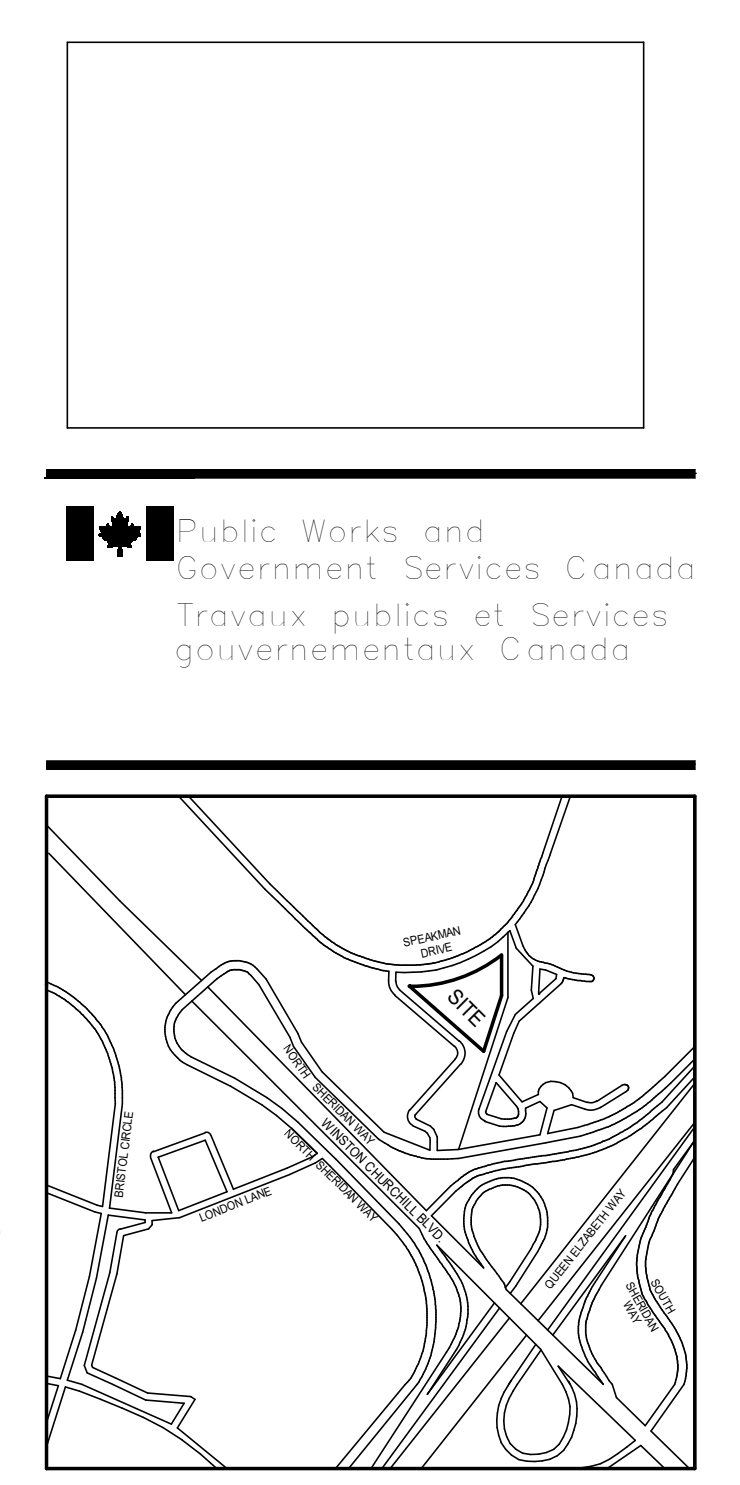 Public Works and
Government Services Canada
Travaux publics et Services
gouvernementaux Canada
SPEAKMAN
DRIVE
SITE
NORTH SHERIDAN WAY
WINSTON CHURCHILL BLVD.
NORTH SHERIDAN WAY
BRISTOL CIRCLE
LONDON LANE
QUEEN ELZABETH WAY
SOUTH
SHERIDAN
WAY